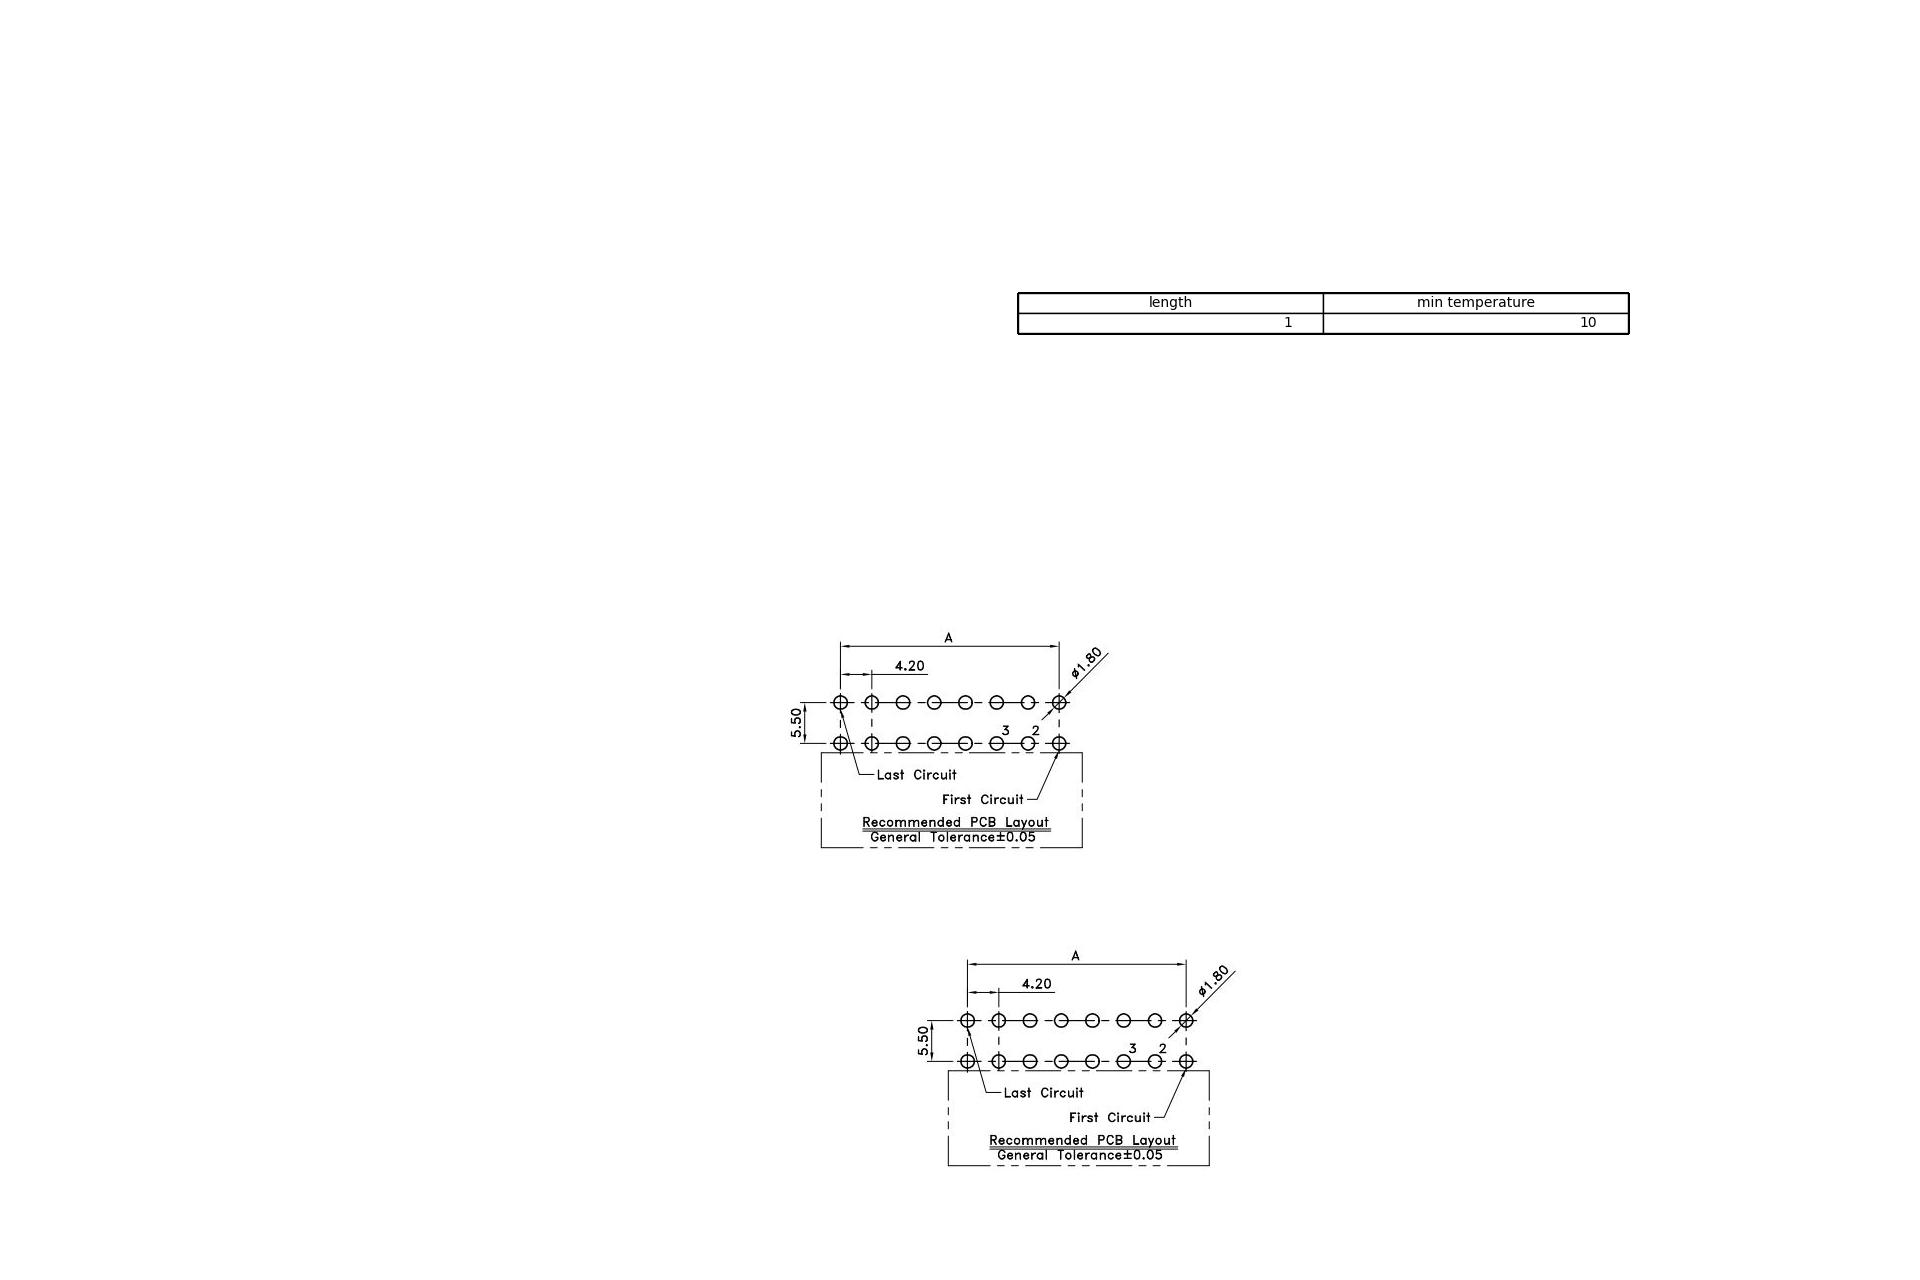 length min temperature
1 10
A
4.20
ø1.80
5.50
3 2
Last Circuit
First Circuit
Recommended PCB Layout
General Tolerance±0.05
A
4.20
ø1.80
5.50
3 2
Last Circuit
First Circuit
Recommended PCB Layout
General Tolerance±0.05